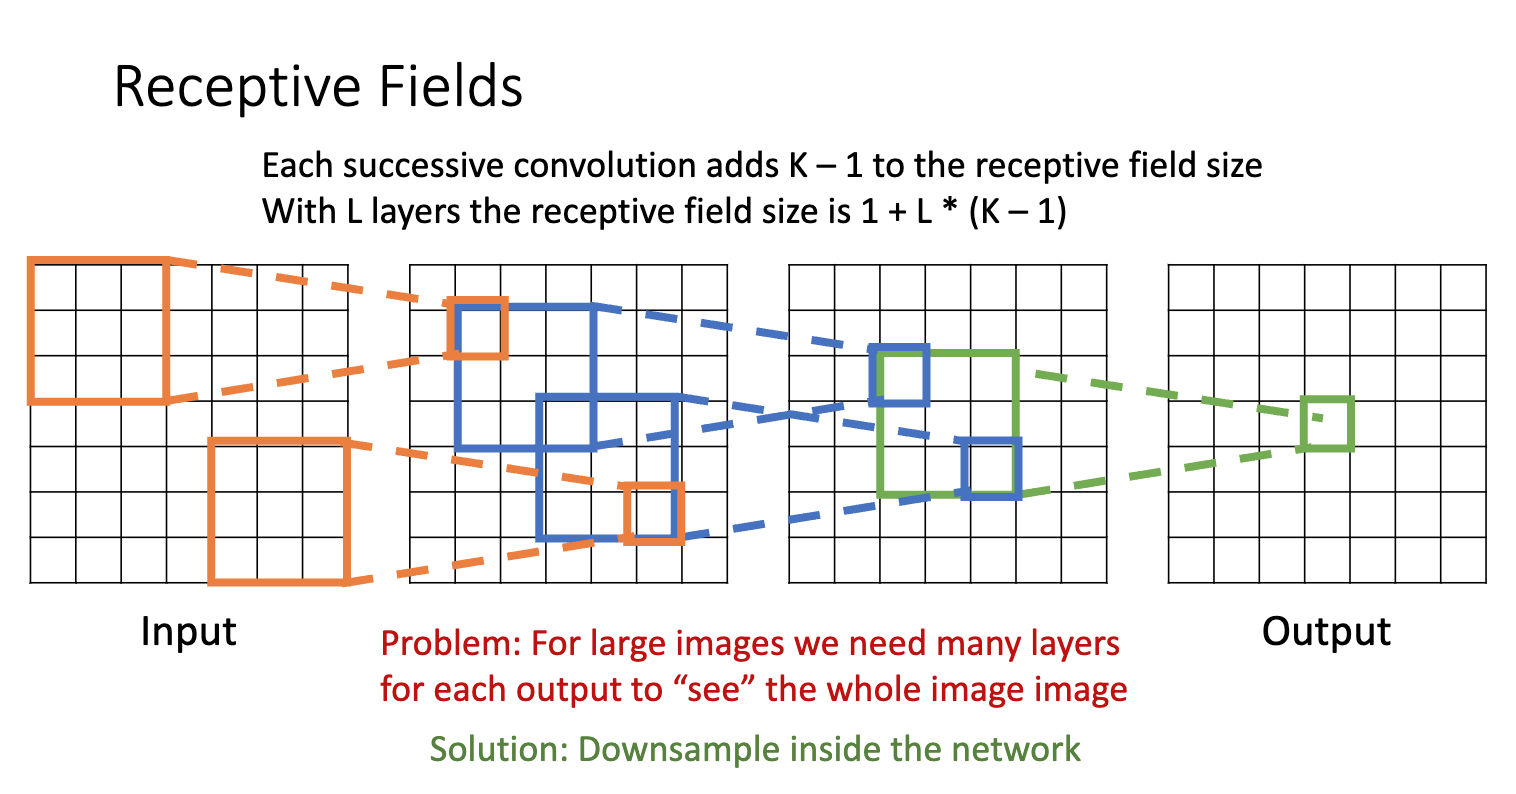 Receptive Fields
Each successive convolution adds K – 1 to the receptive field size
With L layers the receptive field size is 1 + L * (K – 1)
Input
Output
Problem: For large images we need many layers
for each output to “see” the whole image image
Solution: Downsample inside the network